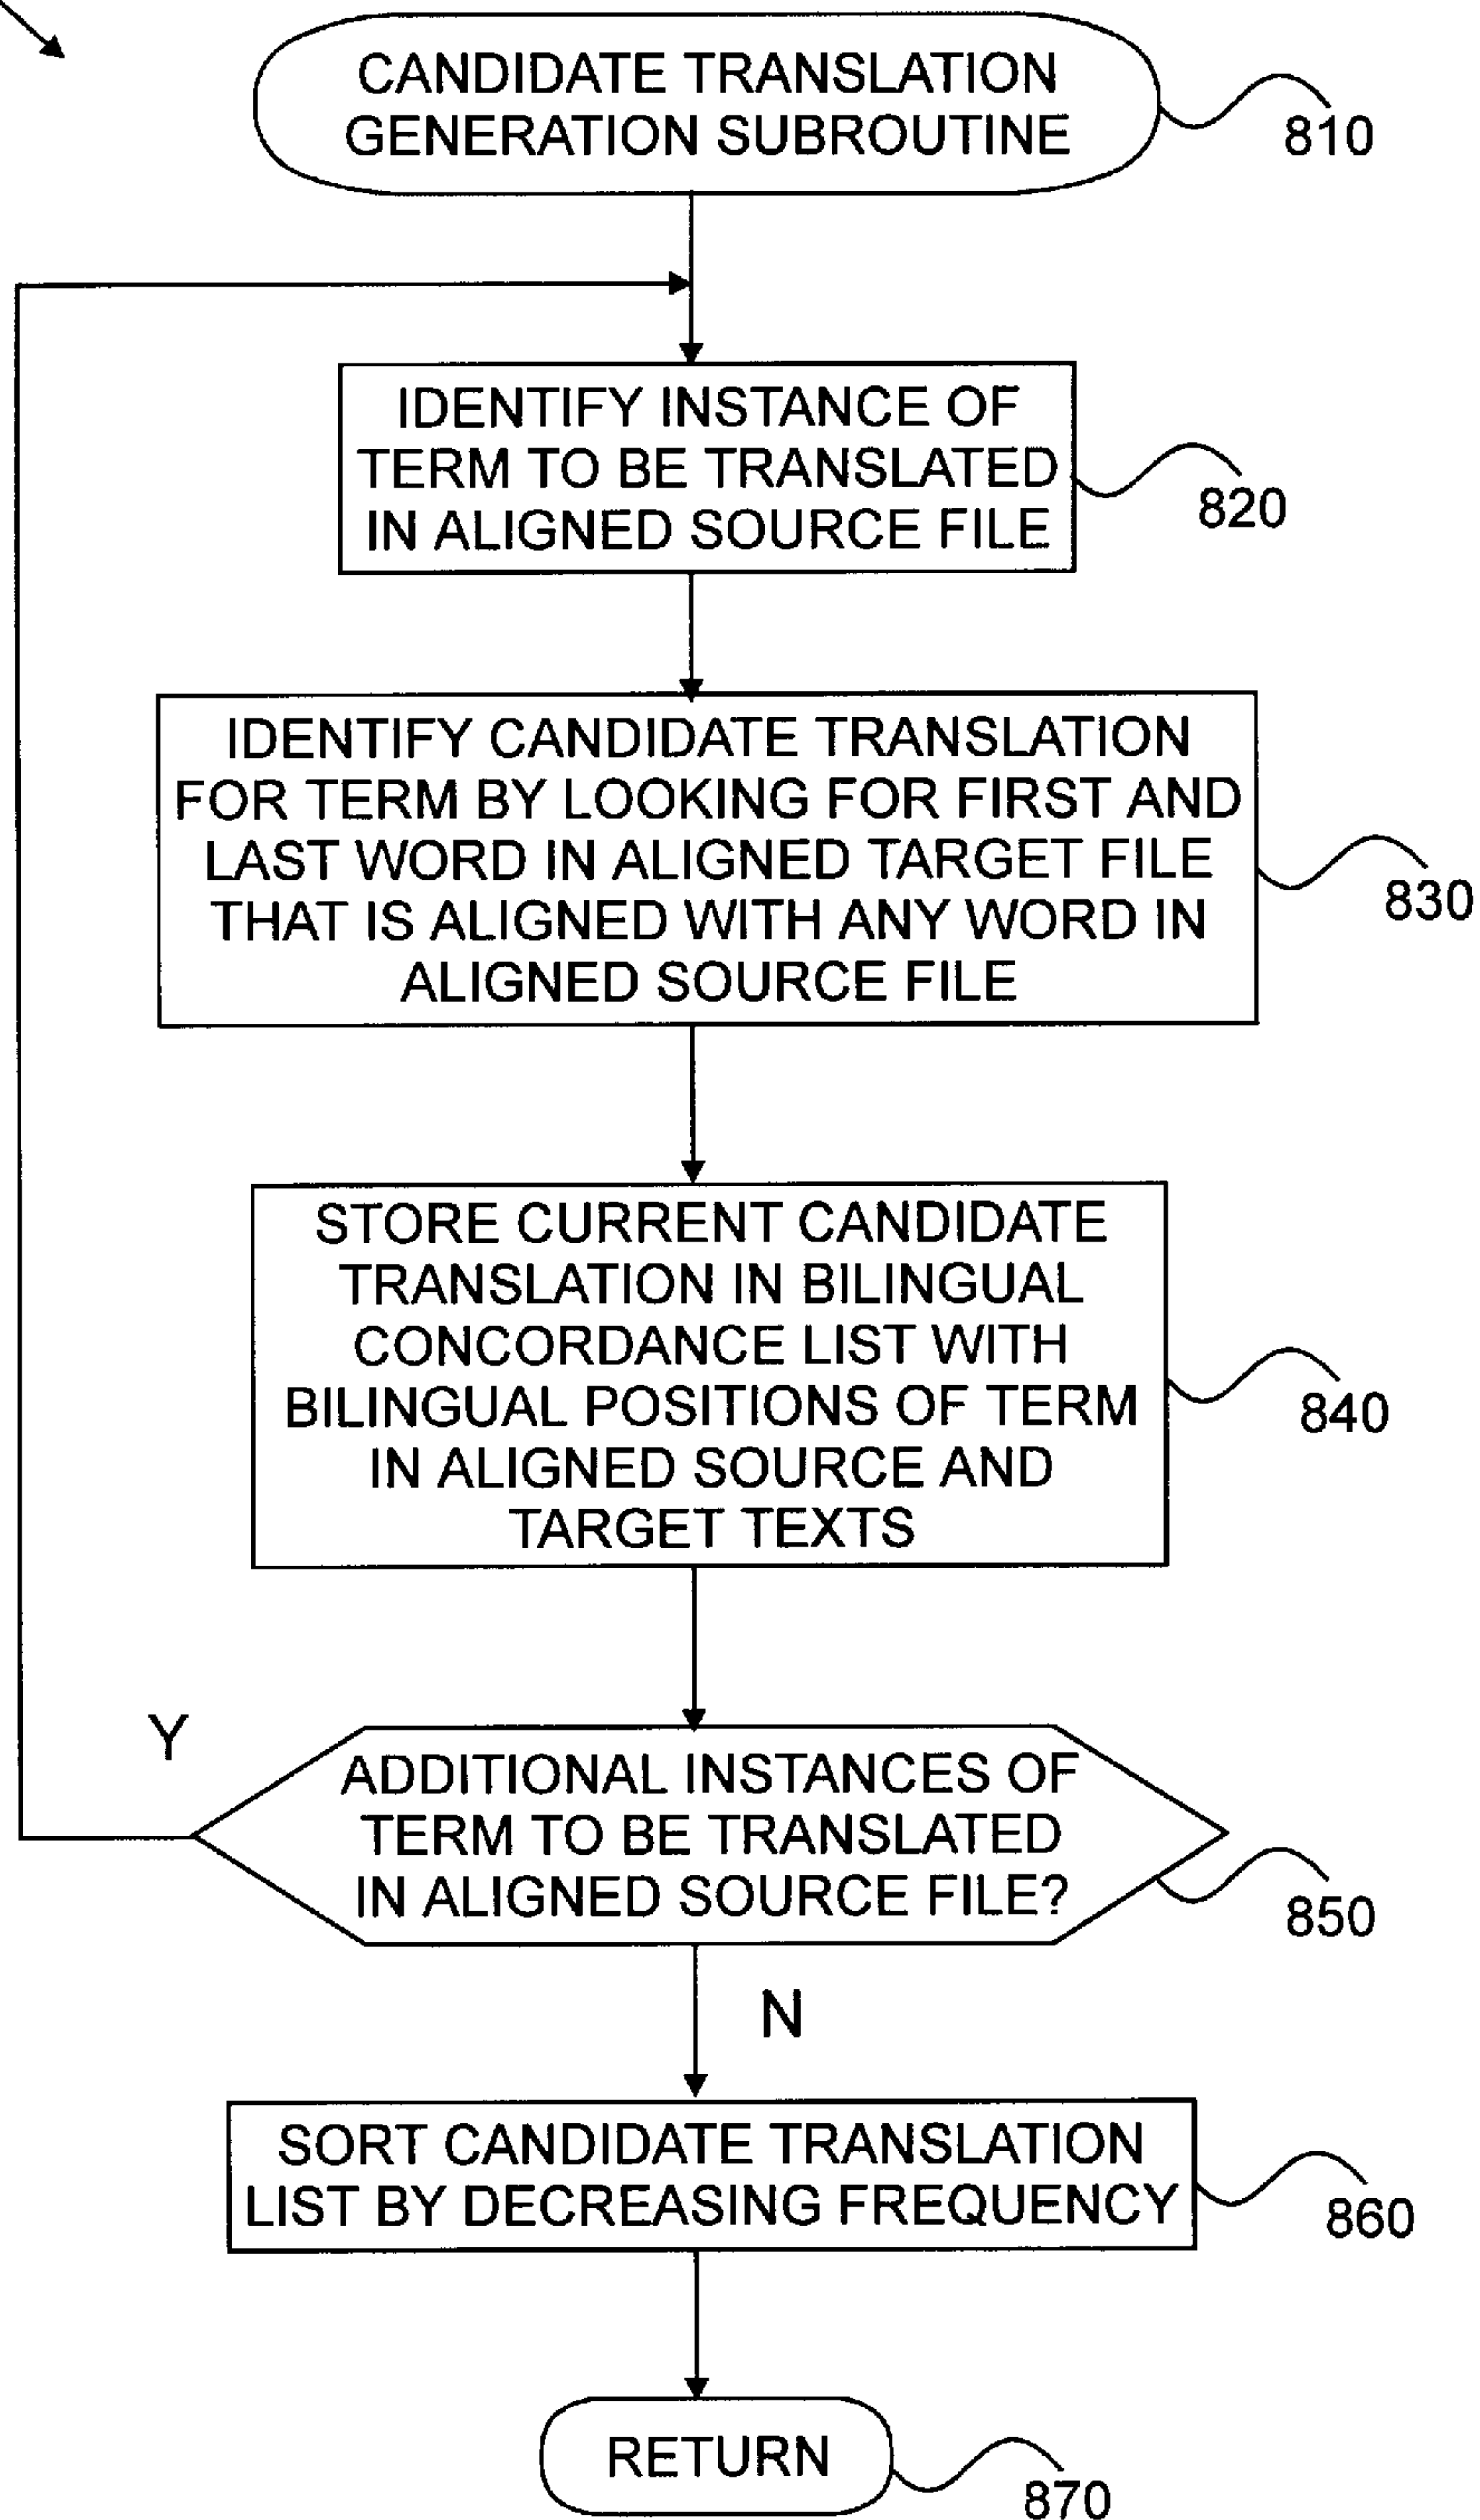 CANDIDATE TRANSLATION
GENERATION SUBROUTINE
810
IDENTIFY INSTANCE OF
TERM TO BE TRANSLATED
IN ALIGNED SOURCE FILE
820
IDENTIFY CANDIDATE TRANSLATION
FOR TERM BY LOOKING FOR FIRST AND
LAST WORD IN ALIGNED TARGET FILE
THAT IS ALIGNED WITH ANY WORD IN
ALIGNED SOURCE FILE
830
STORE CURRENT CANDIDATE
TRANSLATION IN BILINGUAL
CONCORDANCE LIST WITH
BILINGUAL POSITIONS OF TERM
IN ALIGNED SOURCE AND
TARGET TEXTS
840
Y
ADDITIONAL INSTANCES OF
TERM TO BE TRANSLATED
IN ALIGNED SOURCE FILE?
850
N
SORT CANDIDATE TRANSLATION
LIST BY DECREASING FREQUENCY
860
RETURN
870